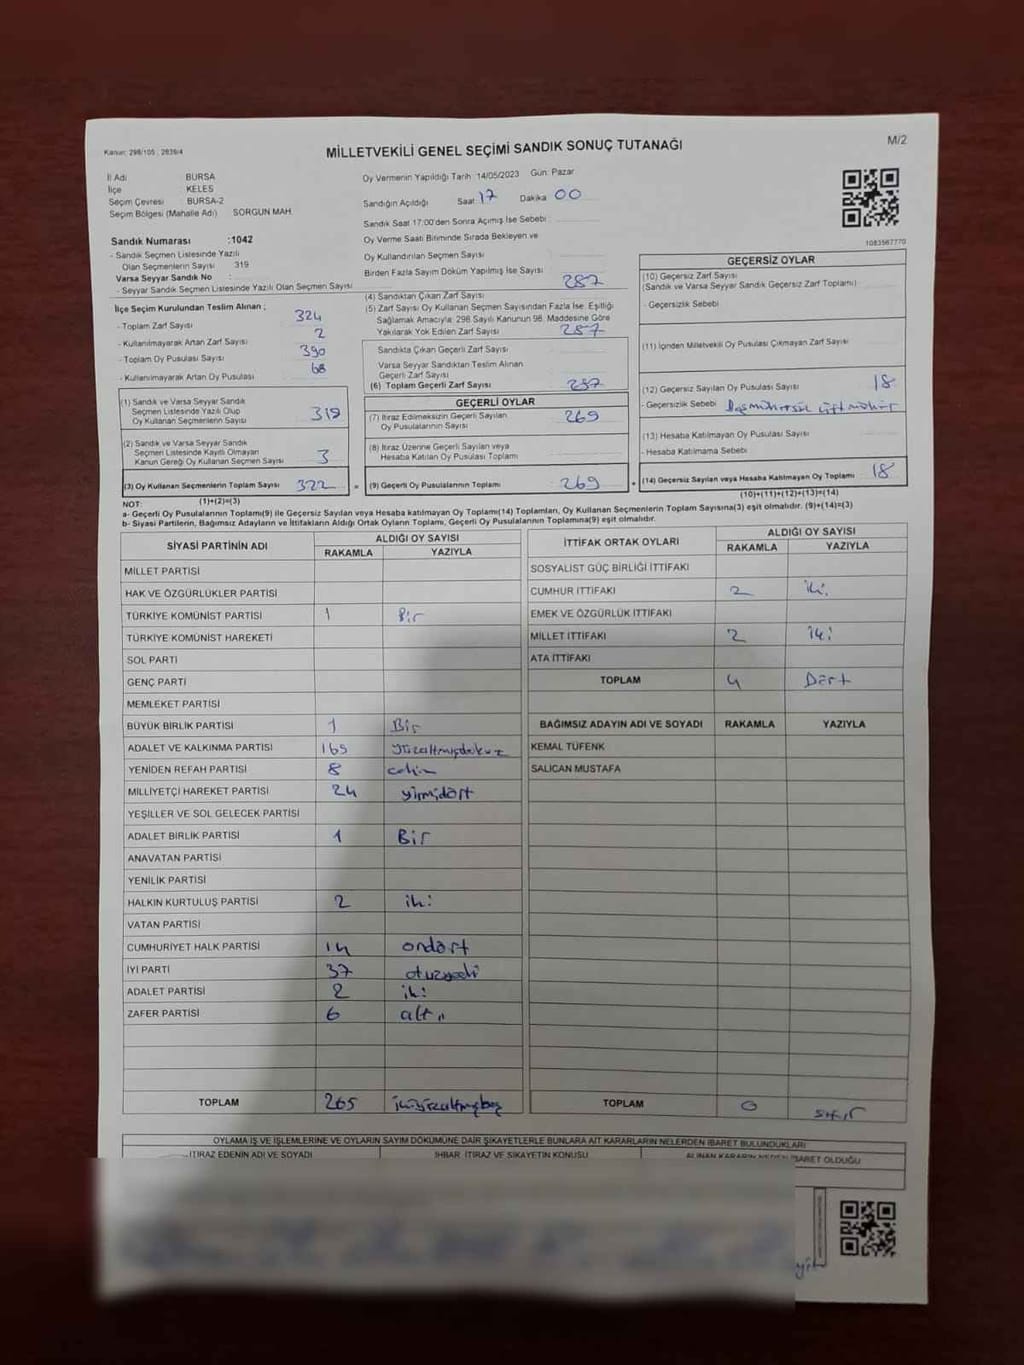 Kanun: 298/105 , 2839/4
MİLLETVEKİLİ GENEL SEÇİMİ SANDIK SONUÇ TUTANAĞI
M/2
İl Adı BURSA
İlçe KELES
Seçim Çevresi BURSA-2
Seçim Bölgesi (Mahalle Adı) SORGUN MAH.
Sandık Numarası :1042
- Sandık Seçmen Listesinde Yazılı
Olan Seçmenlerin Sayısı 319
Varsa Seyyar Sandık No :
- Seyyar Sandık Seçmen Listesinde Yazılı Olan Seçmen Sayısı
İlçe Seçim Kurulundan Teslim Alınan ;
- Toplam Zarf Sayısı 324
- Kullanılmayarak Artan Zarf Sayısı 2
- Toplam Oy Pusulası Sayısı 390
- Kullanılmayarak Artan Oy Pusulası 68
(1) Sandık ve Varsa Seyyar Sandık
Seçmen Listesinde Yazılı Olup
Oy Kullanan Seçmenlerin Sayısı 319
(2) Sandık ve Varsa Seyyar Sandık
Seçmen Listesinde Kayıtlı Olmayan
Kanun Gereği Oy Kullanan Seçmen Sayısı 3
(3) Oy Kullanan Seçmenlerin Toplam Sayısı 322
(1)+(2)=(3)
Oy Vermenin Yapıldığı Tarih 14/05/2023 Gün: Pazar
Sandığın Açıldığı Saat 17 Dakika 00
Sandık Saat 17:00'den Sonra Açılmış İse Sebebi
Oy Verme Saati Bitiminde Sırada Bekleyen ve
Oy Kullandırılan Seçmen Sayısı
Birden Fazla Sayım Döküm Yapılmış İse Sayısı
(4) Sandıktan Çıkan Zarf Sayısı 287
(5) Zarf Sayısı Oy Kullanan Seçmen Sayısından Fazla İse, Eşitliği
Sağlamak Amacıyla; 298 Sayılı Kanunun 98. Maddesine Göre
Yakılarak Yok Edilen Zarf Sayısı
Sandıkta Çıkan Geçerli Zarf Sayısı 287
Varsa Seyyar Sandıktan Teslim Alınan
Geçerli Zarf Sayısı
(6) Toplam Geçerli Zarf Sayısı 287
GEÇERLİ OYLAR
(7) İtiraz Edilmeksizin Geçerli Sayılan
Oy Pusulalarının Sayısı 269
(8) İtiraz Üzerine Geçerli Sayılan veya
Hesaba Katılan Oy Pusulası Toplamı
= (9) Geçerli Oy Pusulalarının Toplamı 269
1083567770
GEÇERSİZ OYLAR
(10) Geçersiz Zarf Sayısı
(Sandık ve Varsa Seyyar Sandık Geçersiz Zarf Toplamı)
- Geçersizlik Sebebi
(11) İçinden Milletvekili Oy Pusulası Çıkmayan Zarf Sayısı
(12) Geçersiz Sayılan Oy Pusulası Sayısı 18
- Geçersizlik Sebebi çift mühür
(13) Hesaba Katılmayan Oy Pusulası Sayısı
- Hesaba Katılmama Sebebi
+ (14) Geçersiz Sayılan veya Hesaba Katılmayan Oy Toplamı 18
(10)+(11)+(12)+(13)=(14)
NOT:
a- Geçerli Oy Pusulasının Toplamı(9) ile Geçersiz Sayılan veya Hesaba katılmayan Oy Toplamı(14) Toplamları, Oy Kullanan Seçmenlerin Toplam Sayısına(3) eşit olmalıdır. (9)+(14)=(3)
b- Siyasi Partilerin, Bağımsız Adayların ve İttifakların Aldığı Ortak Oyların Toplamı, Geçerli Oy Pusulalarının Toplamına(9) eşit olmalıdır.
SİYASİ PARTİNİN ADI ALDIĞI OY SAYISI
RAKAMLA YAZIYLA
MİLLET PARTİSİ
HAK VE ÖZGÜRLÜKLER PARTİSİ
TÜRKİYE KOMÜNİST PARTİSİ 1 Bir
TÜRKİYE KOMÜNİST HAREKETİ
SOL PARTİ
GENÇ PARTİ
MEMLEKET PARTİSİ
BÜYÜK BİRLİK PARTİSİ 1 Bir
ADALET VE KALKINMA PARTİSİ 169 yüzaltmışdokuz
YENİDEN REFAH PARTİSİ 8 sekiz
MİLLİYETÇİ HAREKET PARTİSİ 24 yirmidört
YEŞİLLER VE SOL GELECEK PARTİSİ
ADALET BİRLİK PARTİSİ 1 Bir
ANAVATAN PARTİSİ
YENİLİK PARTİSİ
HALKIN KURTULUŞ PARTİSİ 2 iki
VATAN PARTİSİ
CUMHURİYET HALK PARTİSİ 14 ondört
İYİ PARTİ 37 otuzyedi
ADALET PARTİSİ 2 iki
ZAFER PARTİSİ 6 altı
TOPLAM 265 ikiyüzaltmışbeş
İTTİFAK ORTAK OYLARI ALDIĞI OY SAYISI
RAKAMLA YAZIYLA
SOSYALİST GÜÇ BİRLİĞİ İTTİFAKI
CUMHUR İTTİFAKI 2 iki
EMEK VE ÖZGÜRLÜK İTTİFAKI
MİLLET İTTİFAKI 2 iki
ATA İTTİFAKI
TOPLAM 4 Dört
BAĞIMSIZ ADAYIN ADI VE SOYADI RAKAMLA YAZIYLA
KEMAL TÜFENK
SALİCAN MUSTAFA
TOPLAM 0 sıfır
OYLAMA İŞ VE İŞLEMLERİNE VE OYLARIN SAYIM DÖKÜMÜNE DAİR ŞİKAYETLERLE BUNLARA AİT KARARLARIN NELERDEN İBARET BULUNDUKLARI
İTİRAZ EDENİN ADI VE SOYADI İHBAR, İTİRAZ VE ŞİKAYETİN KONUSU ALINAN KARARIN NEDEN İBARET OLDUĞU